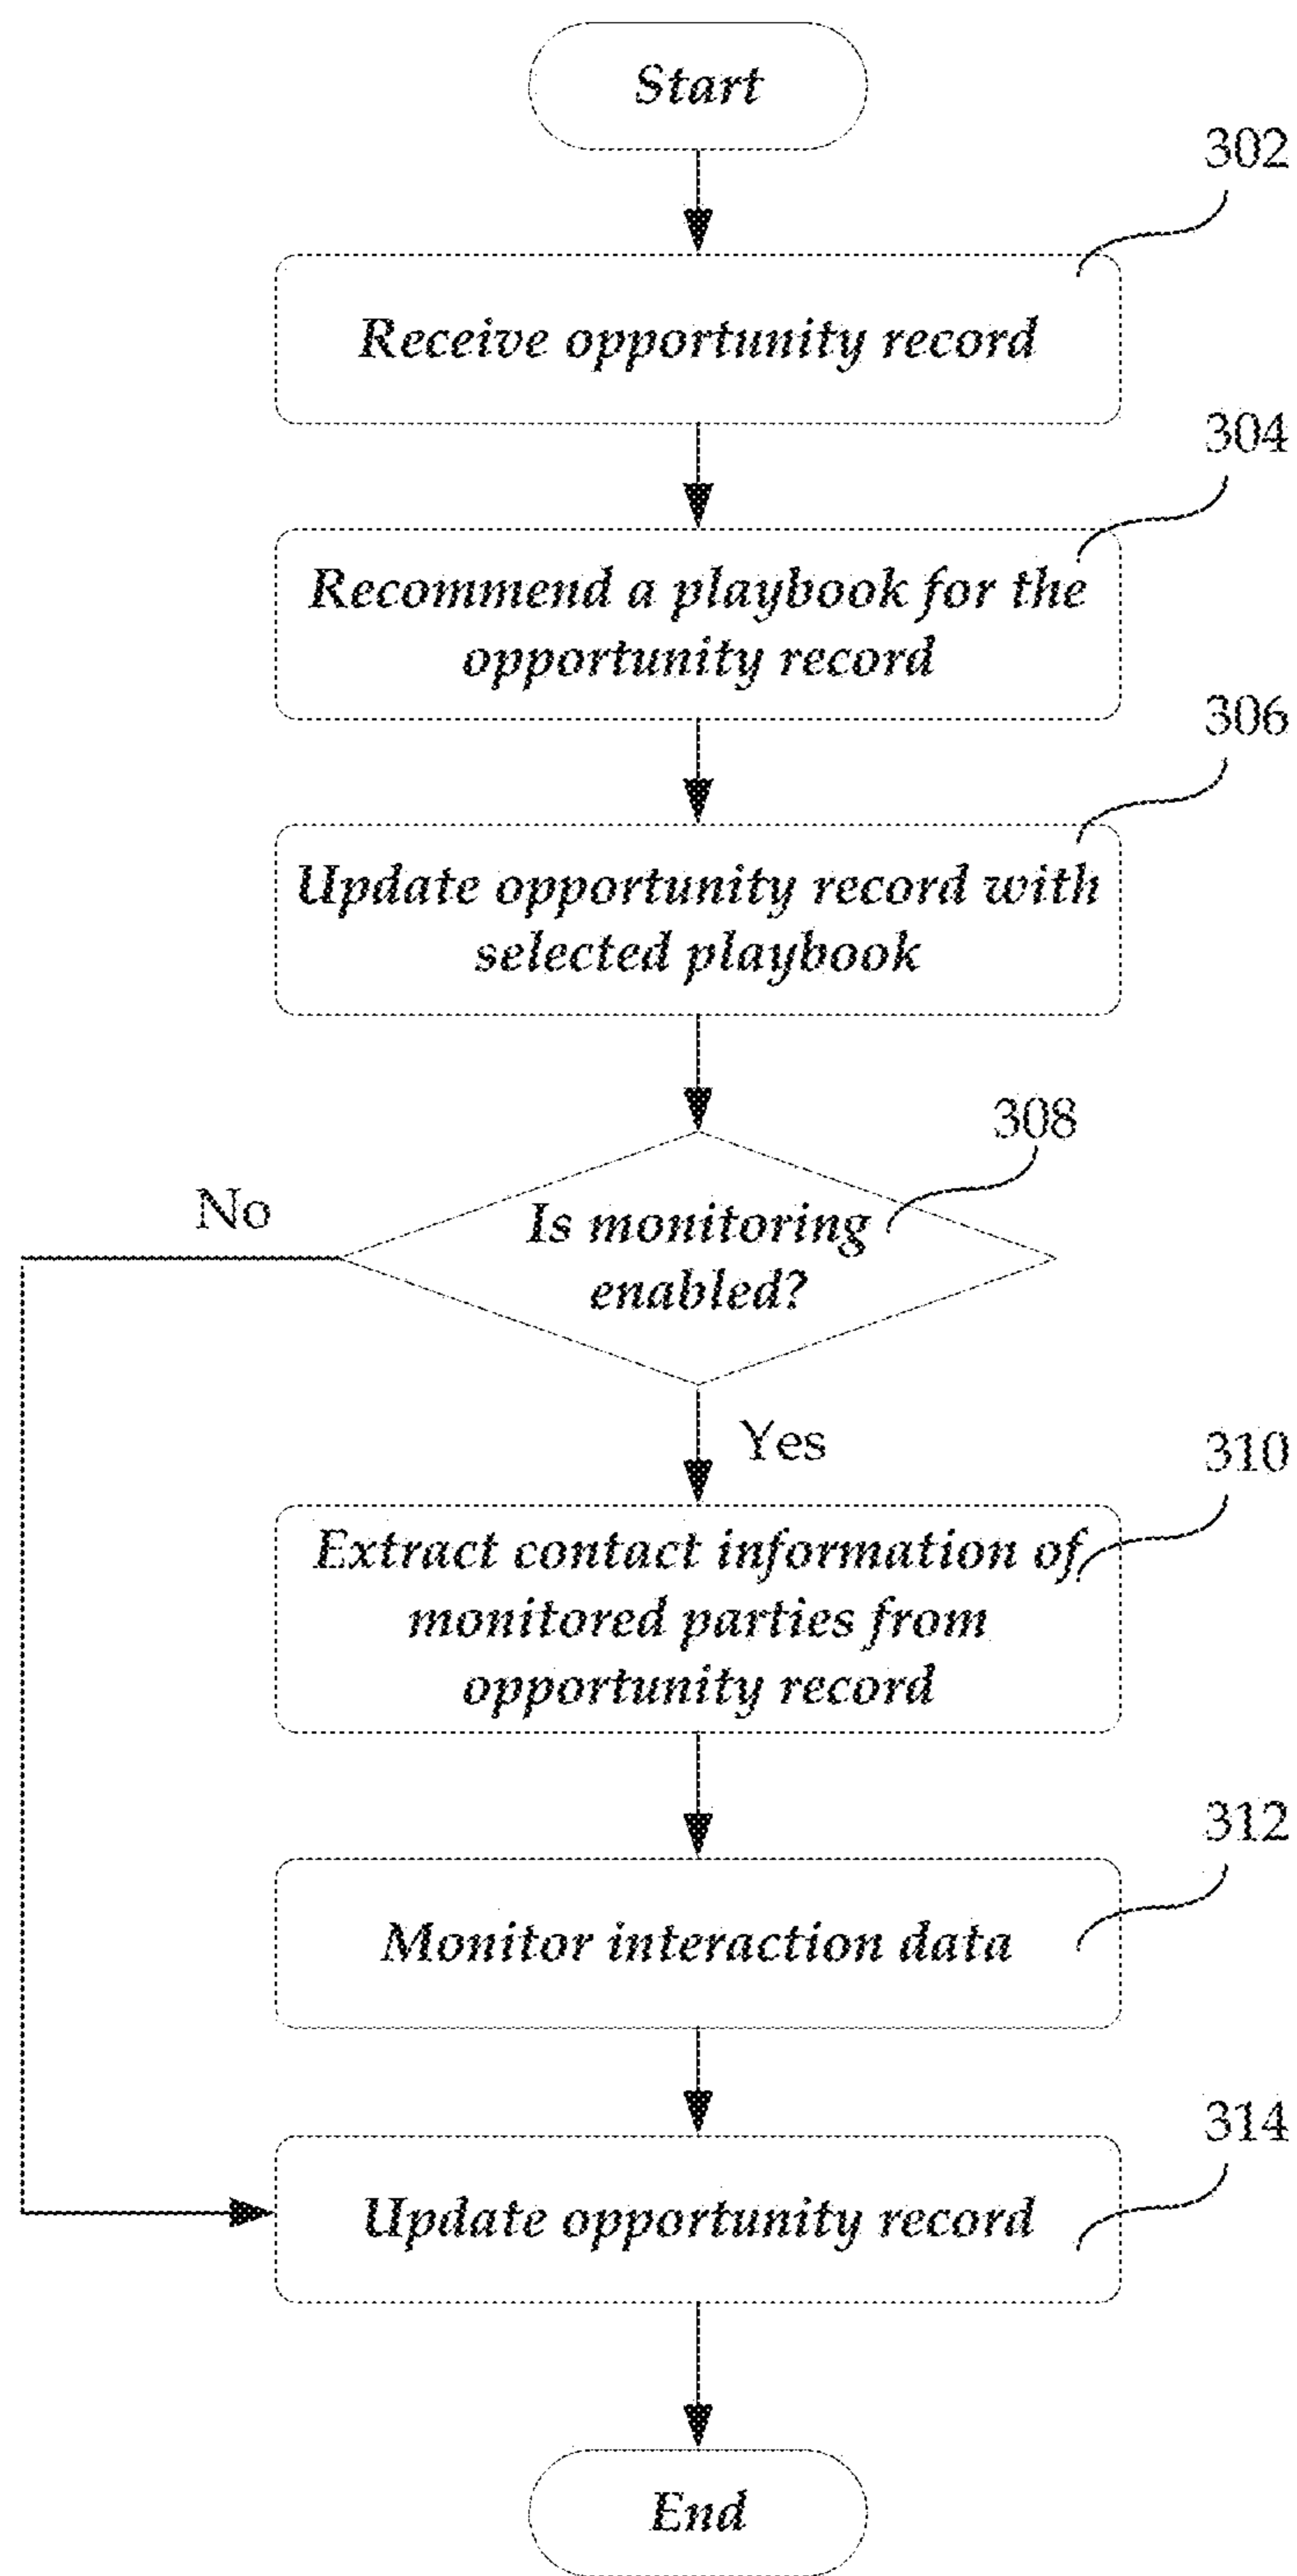 Start
302
Receive opportunity record
304
Recommend a playbook for the
opportunity record
306
Update opportunity record with
selected playbook
308
No
Is monitoring
enabled?
Yes
310
Extract contact information of
monitored parties from
opportunity record
312
Monitor interaction data
314
Update opportunity record
End